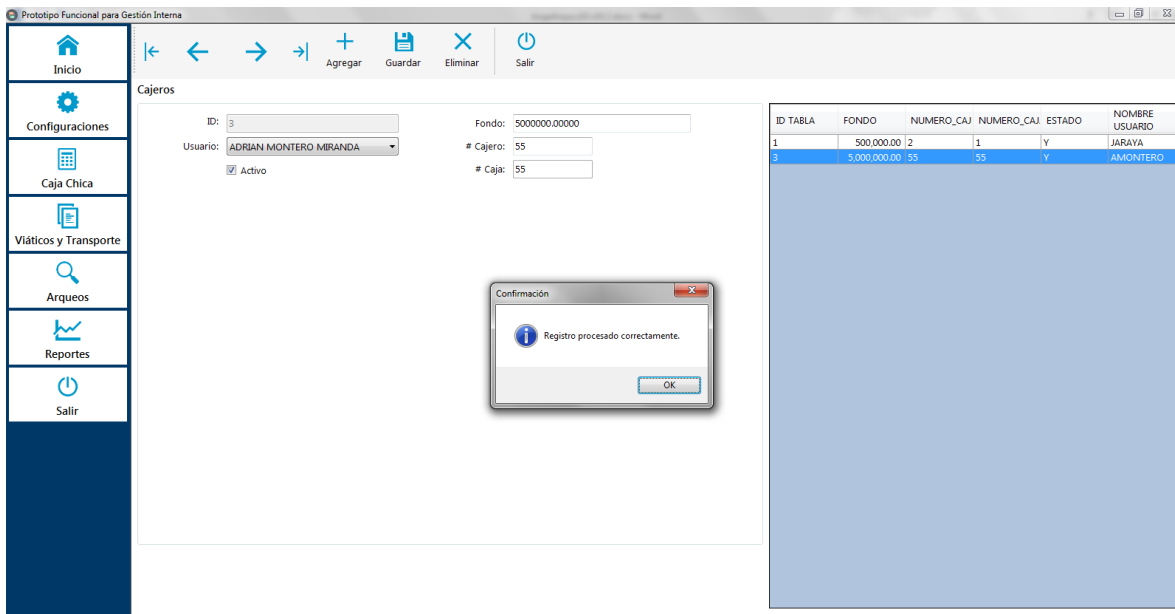 Prototipo Funcional para Gestión Interna
Inicio
Configuraciones
Caja Chica
Viáticos y Transporte
Arqueos
Reportes
Salir
Agregar Guardar Eliminar Salir
Cajeros
ID: 3 Fondo: 5000000.00000
Usuario: ADRIAN MONTERO MIRANDA # Cajero: 55
Activo # Caja: 55
ID TABLA FONDO NUMERO_CAJ NUMERO_CAJ ESTADO NOMBRE USUARIO
1 500,000.00 2 1 Y JARAYA
3 5,000,000.00 55 55 Y AMONTERO
Confirmación
Registro procesado correctamente.
OK